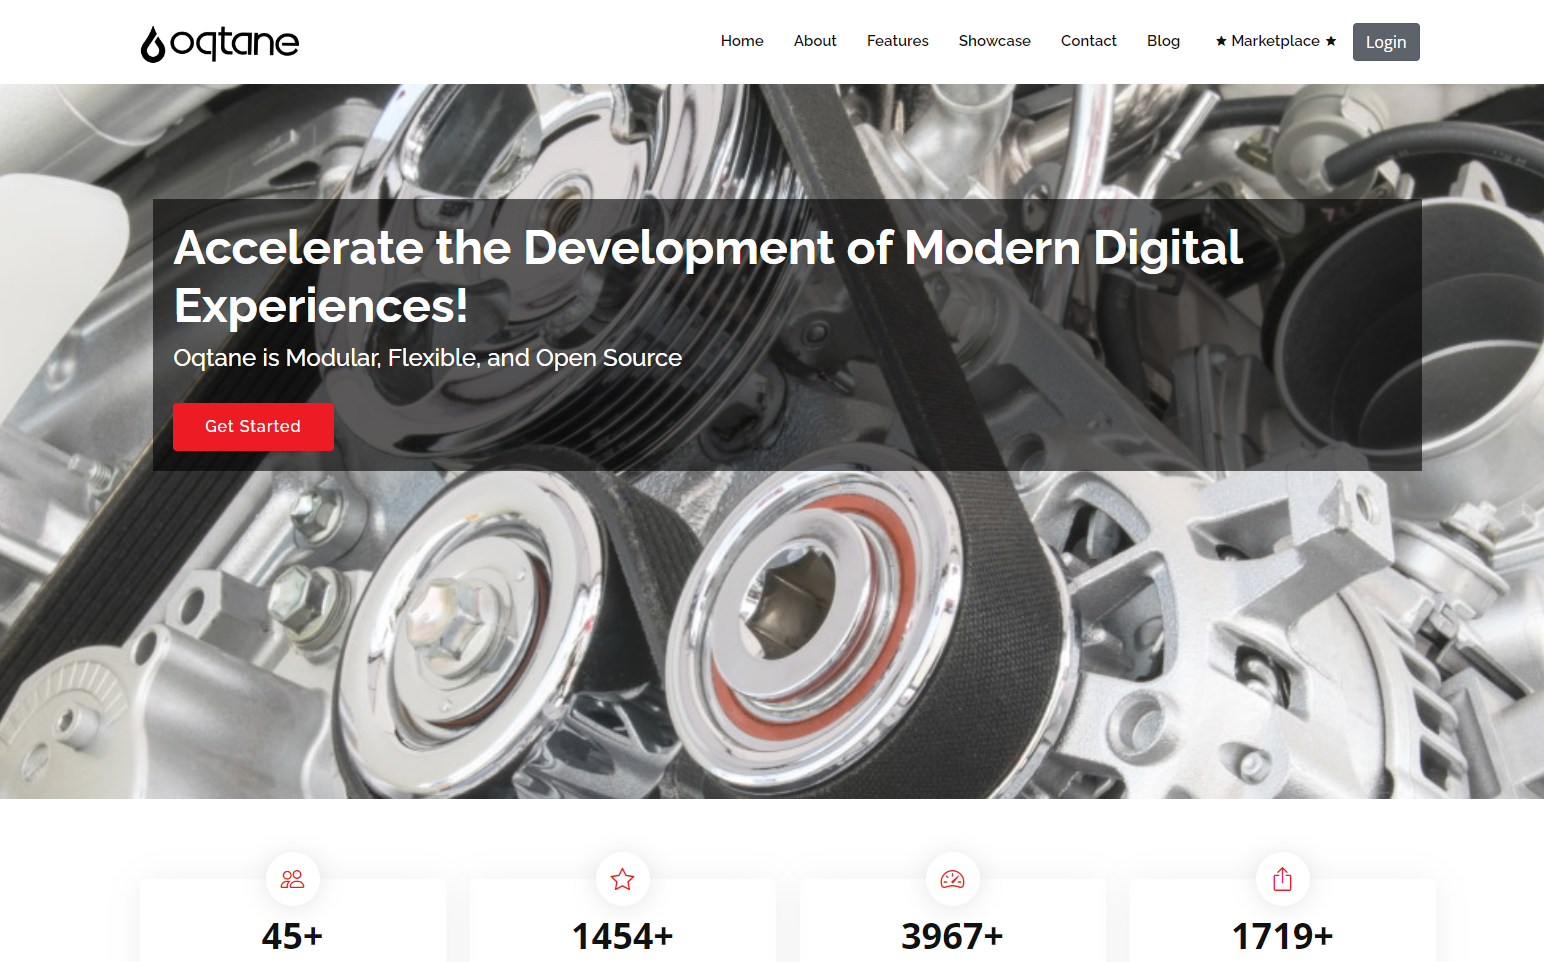 oqtane
Home About Features Showcase Contact Blog ★ Marketplace ★ Login
Accelerate the Development of Modern Digital
Experiences!
Oqtane is Modular, Flexible, and Open Source
Get Started
45+ 1454+ 3967+ 1719+